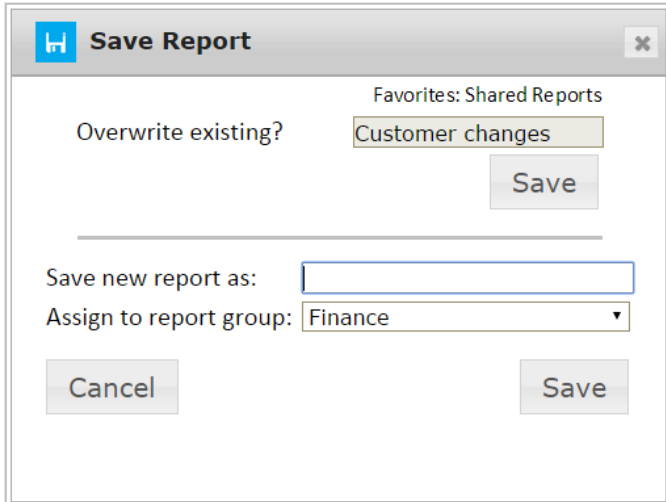 Save Report
Favorites: Shared Reports
Overwrite existing? Customer changes
Save
Save new report as:
Assign to report group: Finance
Cancel Save